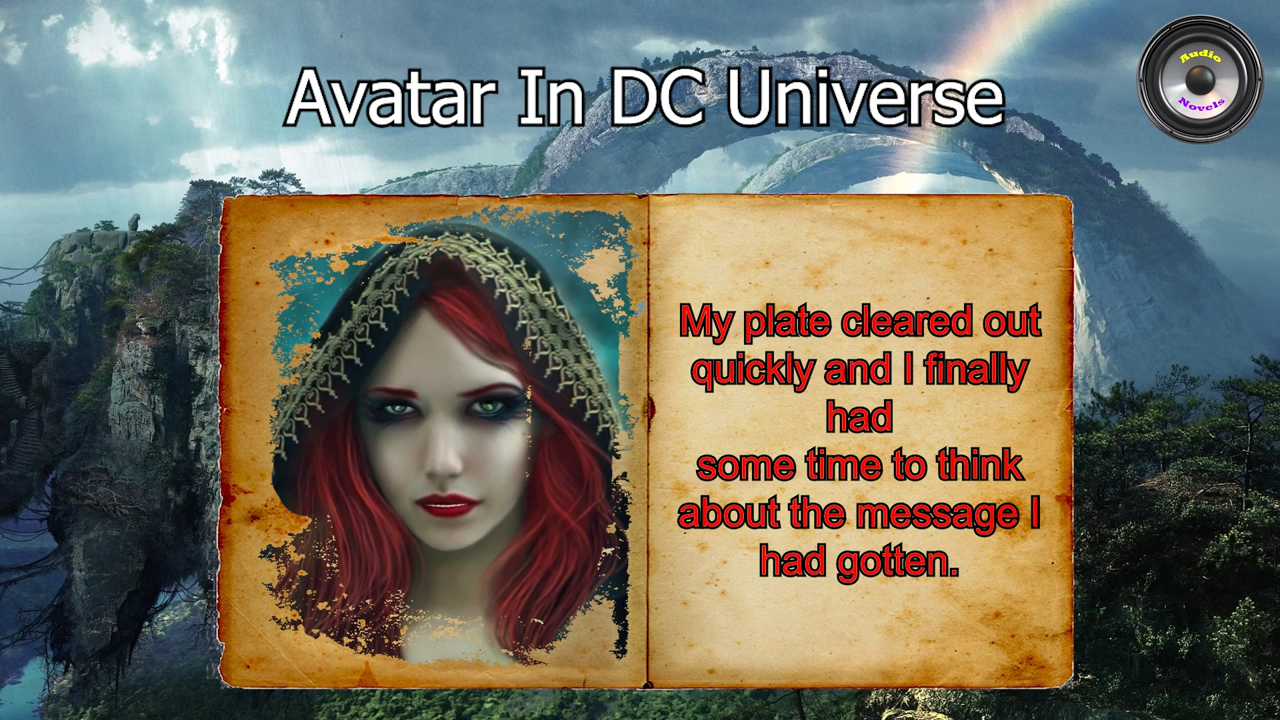 Avatar In DC Universe
Audio
Novels
My plate cleared out
quickly and I finally
had
some time to think
about the message I
had gotten.